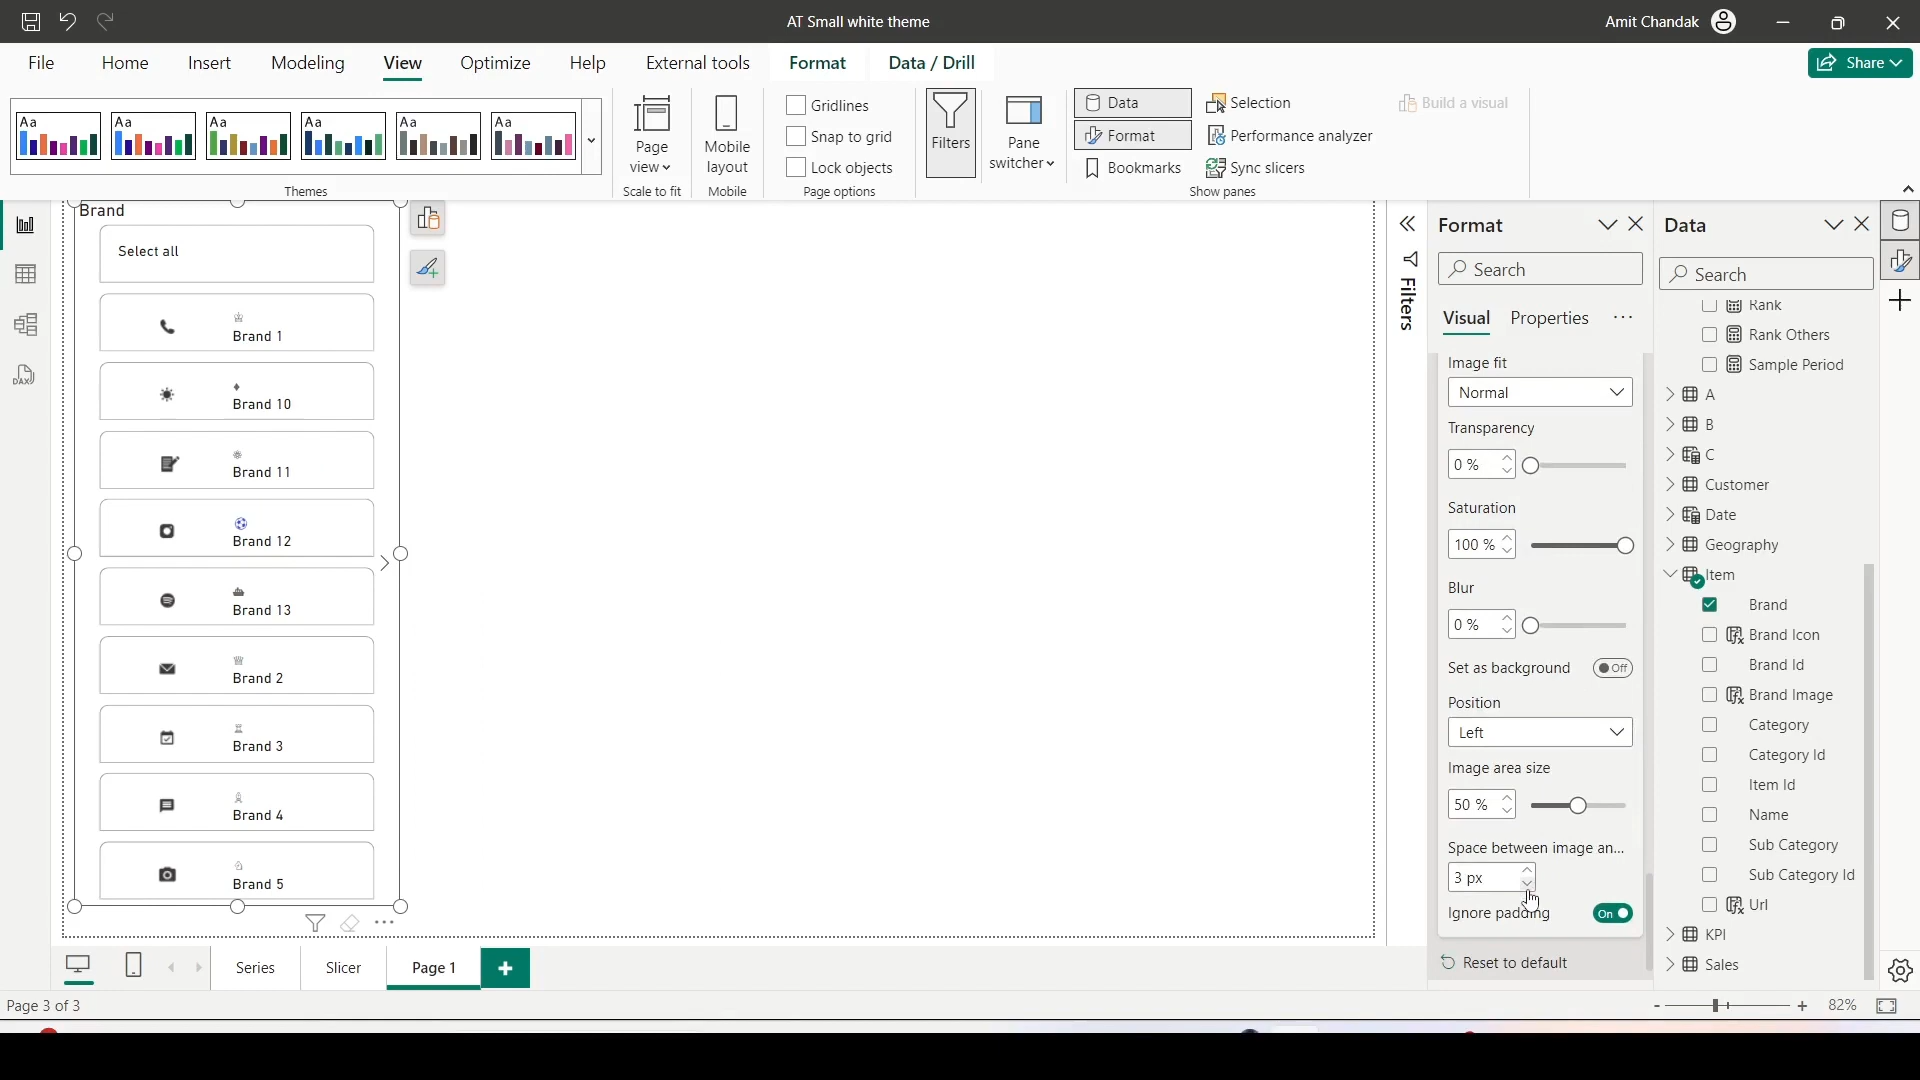 AT Small white theme
Amit Chandak
File
Home
Insert
Modeling
View
Optimize
Help
External tools
Format
Data / Drill
Share
Aa
Aa
Aa
Aa
Aa
Aa
Themes
Page
view
Scale to fit
Mobile
layout
Mobile
Gridlines
Snap to grid
Lock objects
Page options
Filters
Pane
switcher
Data
Format
Bookmarks
Selection
Performance analyzer
Sync slicers
Show panes
Build a visual
Brand
Select all
Brand 1
Brand 10
Brand 11
Brand 12
Brand 13
Brand 2
Brand 3
Brand 4
Brand 5
Filters
Format
Search
Visual
Properties
Image fit
Normal
Transparency
0 %
Saturation
100 %
Blur
0 %
Set as background
Off
Position
Left
Image area size
50 %
Space between image an...
3 px
Ignore padding
On
Reset to default
Data
Search
Rank
Rank Others
Sample Period
A
B
C
Customer
Date
Geography
Item
Brand
Brand Icon
Brand Id
Brand Image
Category
Category Id
Item Id
Name
Sub Category
Sub Category Id
Url
KPI
Sales
DAX
Series
Slicer
Page 1
Page 3 of 3
- + 82%